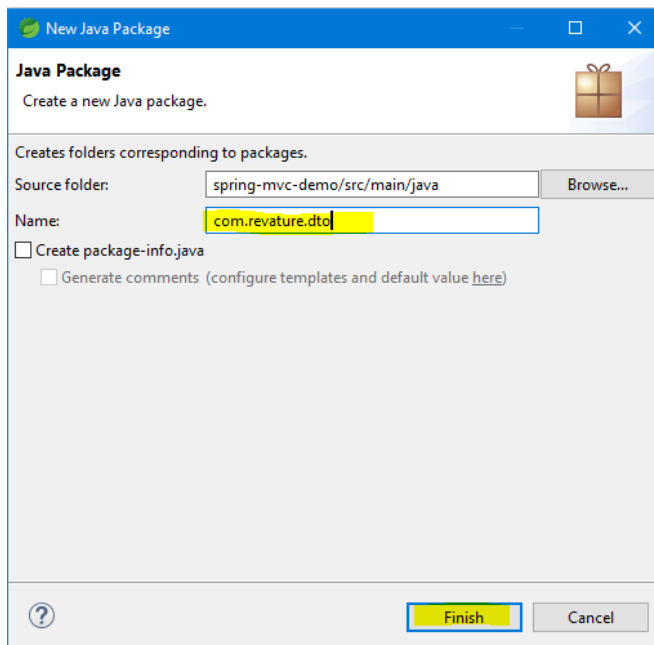 New Java Package
Java Package
Create a new Java package.
Creates folders corresponding to packages.
Source folder: spring-mvc-demo/src/main/java Browse...
Name: com.revature.dto
Create package-info.java
Generate comments (configure templates and default value here)
? Finish Cancel